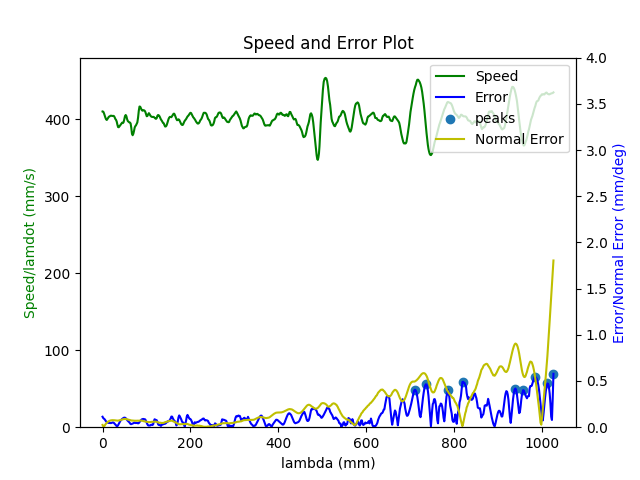 Speed and Error Plot
Speed
Error
peaks
Normal Error
Speed/lamdot (mm/s)
400
300
200
100
0
4.0
3.5
3.0
2.5
2.0
1.5
1.0
0.5
0.0
Error/Normal Error (mm/deg)
0 200 400 600 800 1000
lambda (mm)